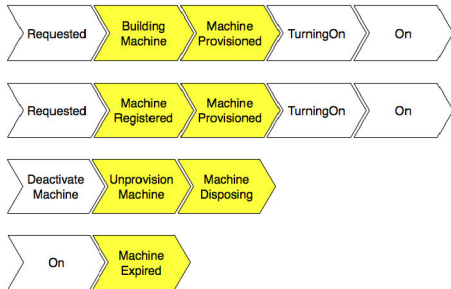 Requested
Building
Machine
Machine
Provisioned
TurningOn
On
Requested
Machine
Registered
Machine
Provisioned
TurningOn
On
Deactivate
Machine
Unprovision
Machine
Machine
Disposing
On
Machine
Expired